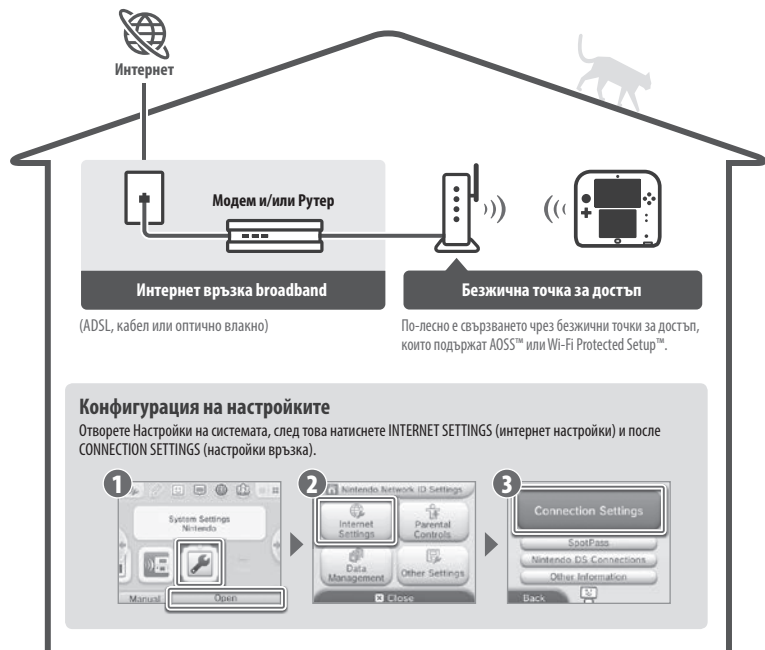 Интернет
Модем и/или Рутер
Интернет връзка broadband
Безжична точка за достъп
(ADSL, кабел или оптично влакно)
По-лесно е свързването чрез безжични точки за достъп,
които подържат AOSS™ или Wi-Fi Protected Setup™.
Конфигурация на настройките
Отворете Настройки на системата, след това натиснете INTERNET SETTINGS (интернет настройки) и после
CONNECTION SETTINGS (настройки връзка).
1
System Settings
Nintendo
Manual
Open
2
Nintendo Network ID Settings
Internet
Settings
Parental
Controls
Data
Management
Other Settings
Close
3
Connection Settings
SpotPass
Nintendo DS Connections
Other Information
Back